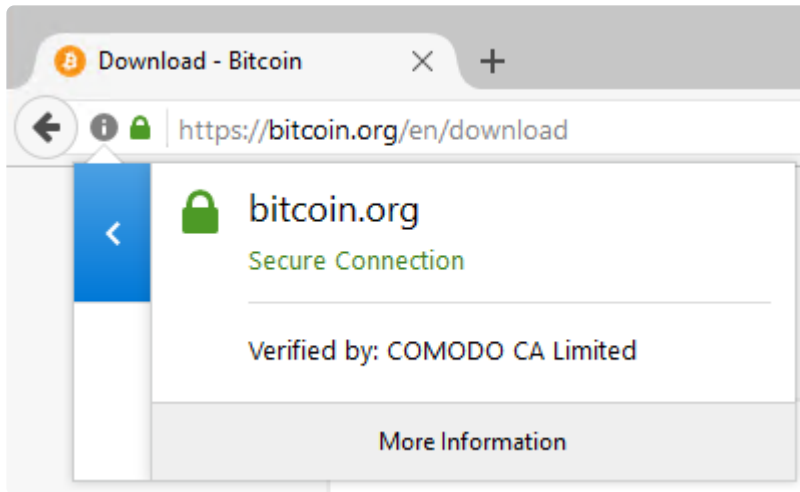 Download - Bitcoin
https://bitcoin.org/en/download
bitcoin.org
Secure Connection
Verified by: COMODO CA Limited
More Information